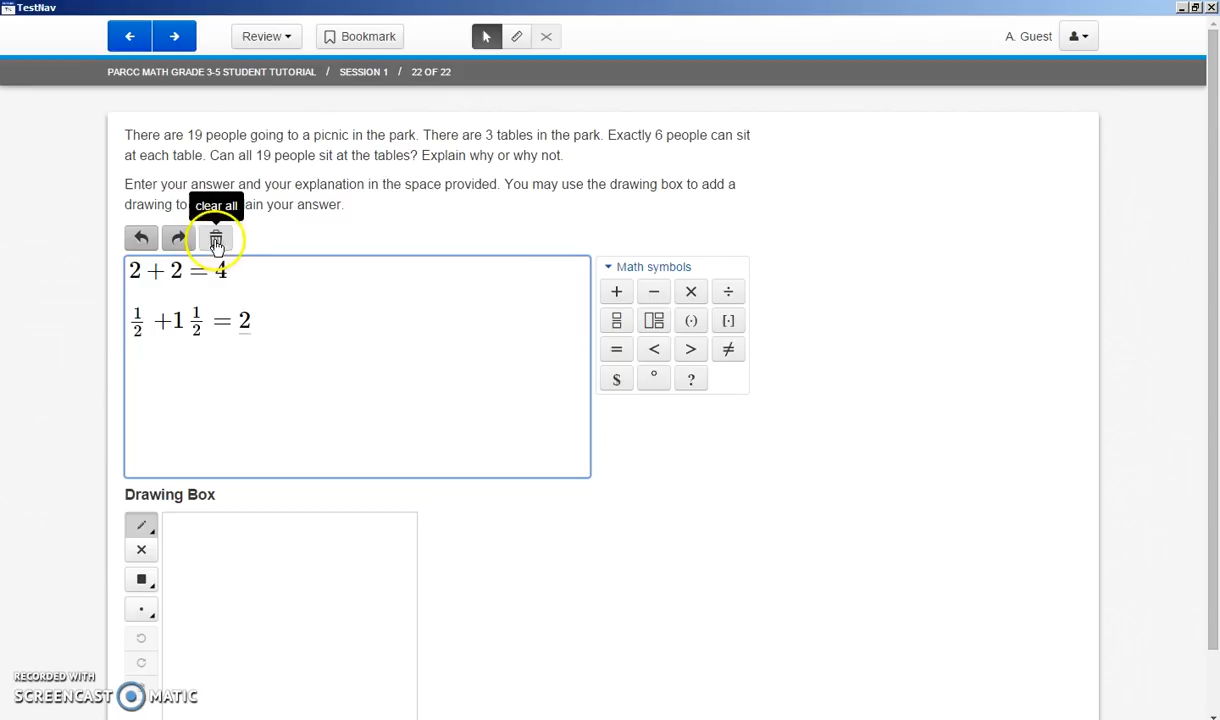 TestNav
Review
Bookmark
A. Guest
PARCC MATH GRADE 3-5 STUDENT TUTORIAL / SESSION 1 / 22 OF 22
There are 19 people going to a picnic in the park. There are 3 tables in the park. Exactly 6 people can sit
at each table. Can all 19 people sit at the tables? Explain why or why not.
Enter your answer and your explanation in the space provided. You may use the drawing box to add a
drawing to ain your answer.
clear all
2 + 2 = 4
1/2 + 1 1/2 = 2
Math symbols
+ − × ÷
(·) [·]
= < > ≠
$ ° ?
Drawing Box
RECORDED WITH
SCREENCAST MATIC